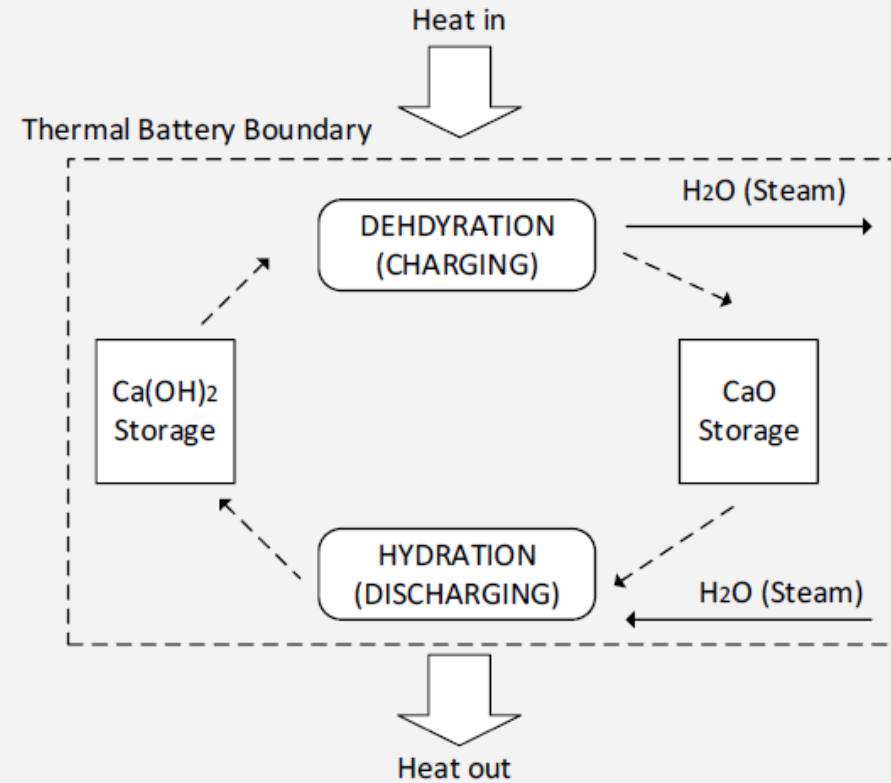 Heat in
Thermal Battery Boundary
H2O (Steam)
DEHDYRATION
(CHARGING)
Ca(OH)2
Storage
CaO
Storage
HYDRATION
(DISCHARGING)
H2O (Steam)
Heat out